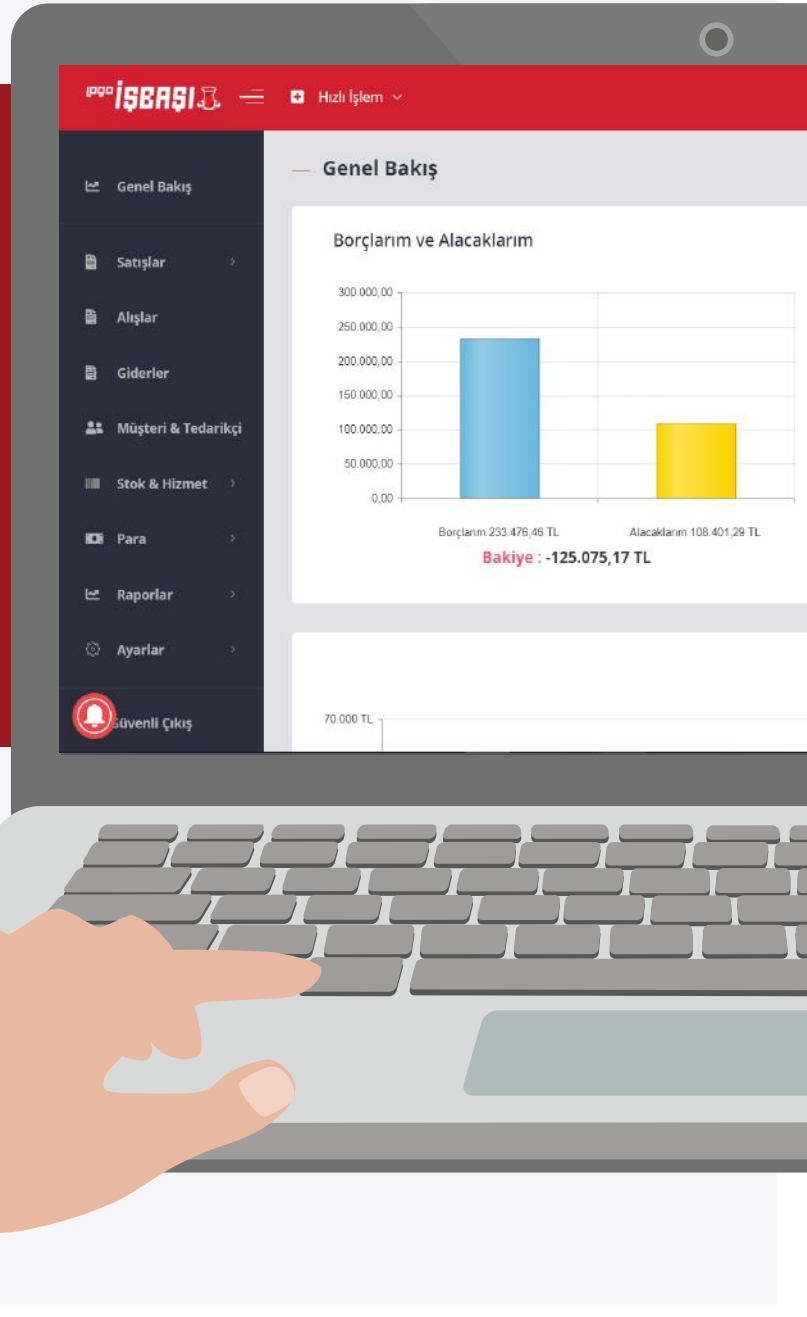 logo İŞBAŞI
Hızlı İşlem
Genel Bakış
Genel Bakış
Satışlar
Alışlar
Giderler
Müşteri & Tedarikçi
Stok & Hizmet
Para
Raporlar
Ayarlar
Güvenli Çıkış
Borçlarım ve Alacaklarım
300.000,00
250.000,00
200.000,00
150.000,00
100.000,00
50.000,00
0,00
Borçlarım 233.476,46 TL
Alacaklarım 108.401,29 TL
Bakiye : -125.075,17 TL
70.000 TL